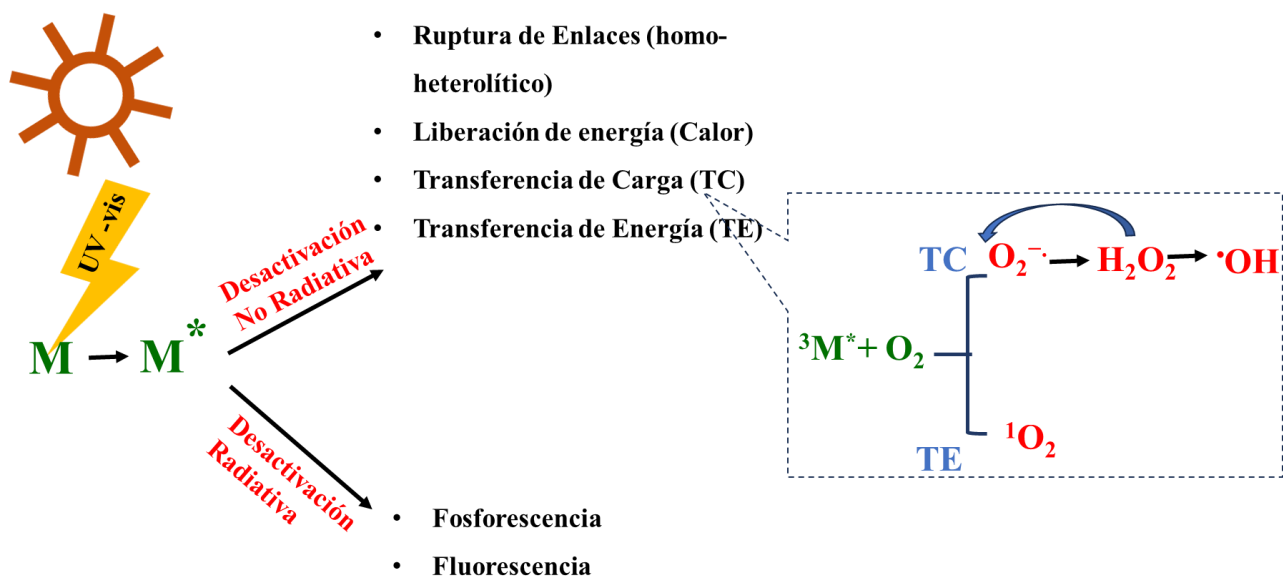 • Ruptura de Enlaces (homo-
heterolítico)
• Liberación de energía (Calor)
• Transferencia de Carga (TC)
• Transferencia de Energía (TE)
UV -vis
Desactivación
No Radiativa
M → M*
Desactivación
Radiativa
• Fosforescencia
• Fluorescencia
TC O₂⁻· → H₂O₂ → ·OH
³M* + O₂
TE ¹O₂